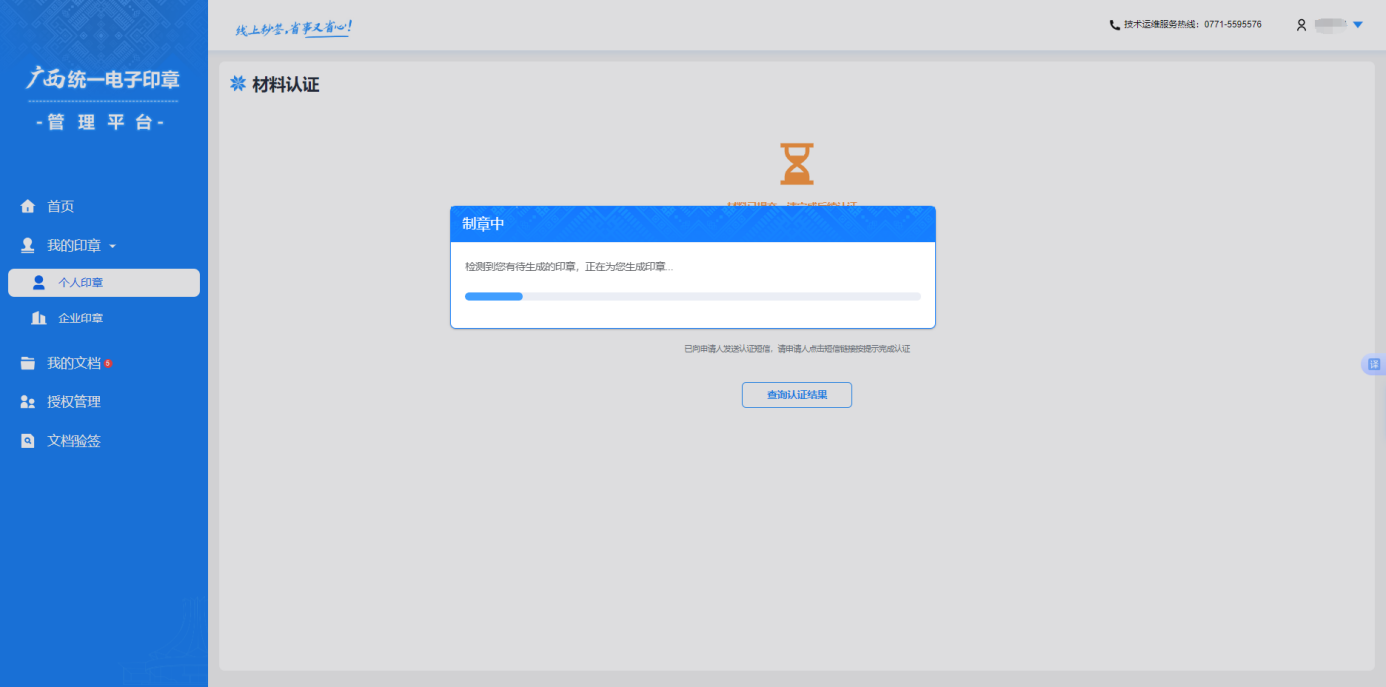 线上秒签,省事又省心!
技术运维服务热线：0771-5595576
广西统一电子印章
-管理平台-
首页
我的印章
个人印章
企业印章
我的文档
授权管理
文档验签
材料认证
制章中
检测到您有待生成的印章，正在为您生成印章...
已向申请人发送认证短信，请申请人点击短信链接按提示完成认证
查询认证结果